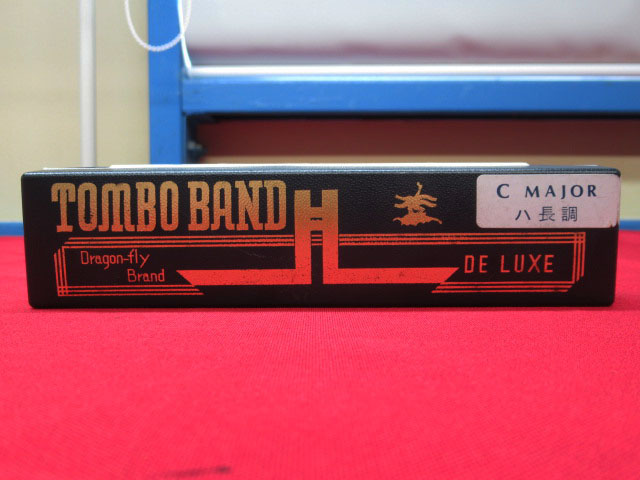 TOMBO BAND
C MAJOR
ハ長調
Dragon-fly
Brand
DE LUXE